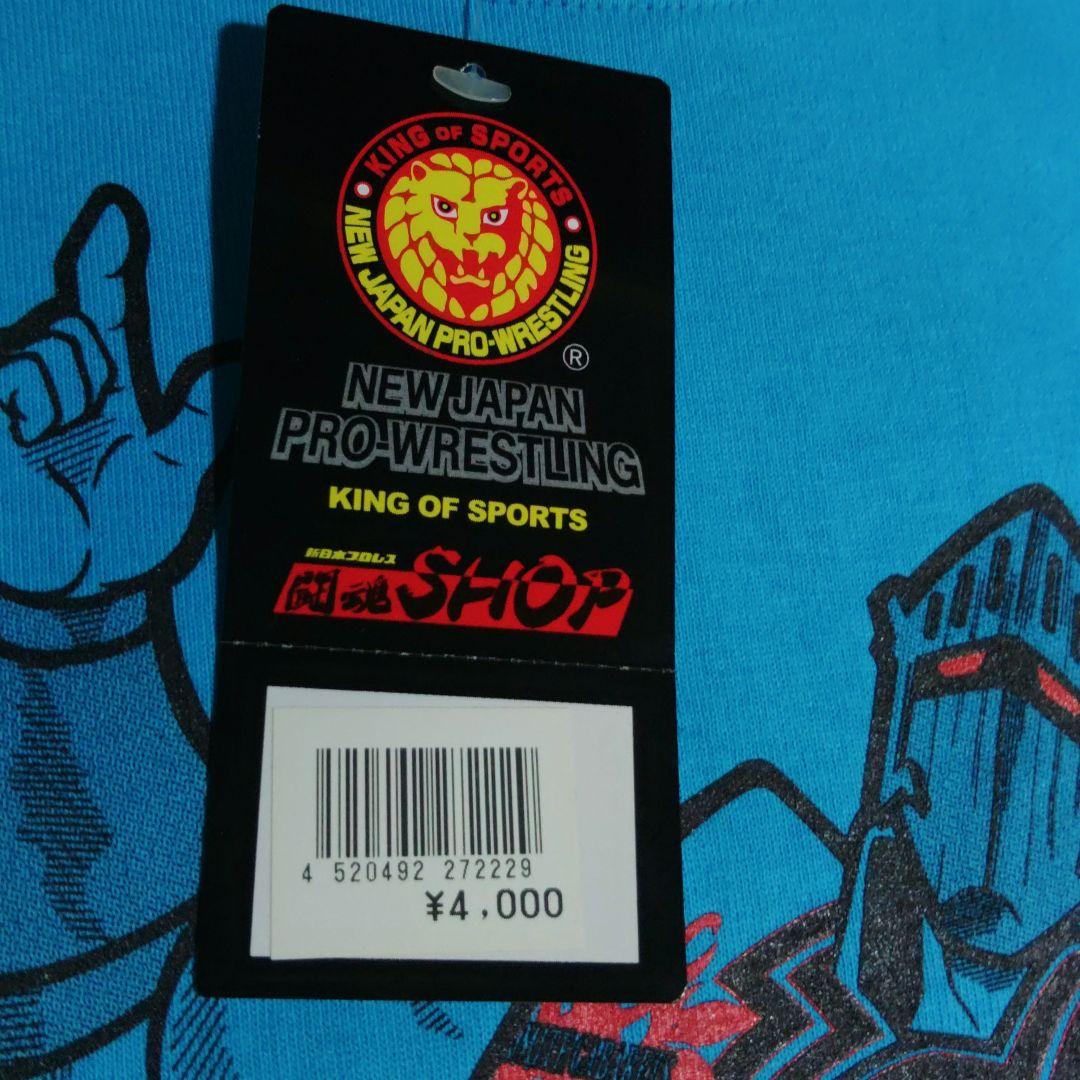 KING OF SPORTS
NEW JAPAN PRO-WRESTLING
®
NEW JAPAN
PRO-WRESTLING
KING OF SPORTS
新日本プロレス
闘魂SHOP
4 520492 272229
¥4,000